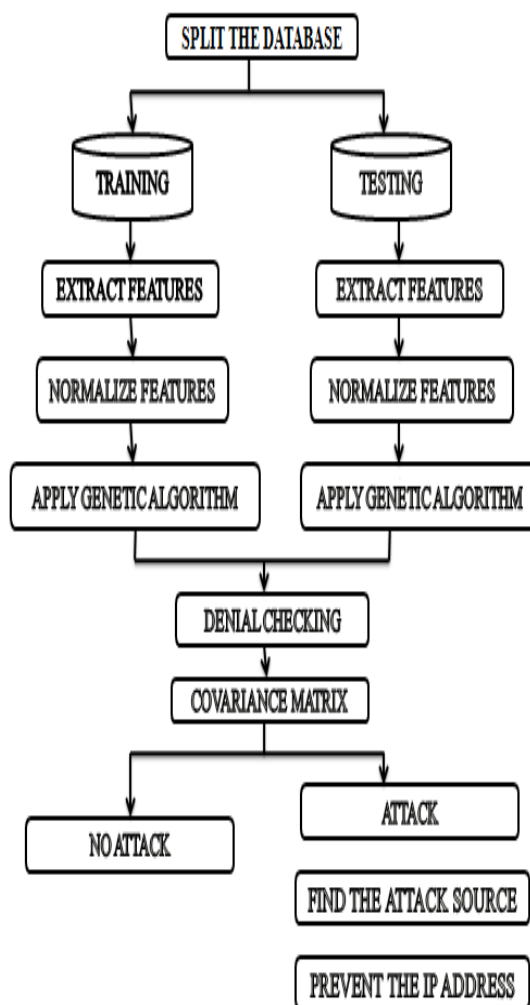 SPLIT THE DATABASE
TRAINING
TESTING
EXTRACT FEATURES
EXTRACT FEATURES
NORMALIZE FEATURES
NORMALIZE FEATURES
APPLY GENETIC ALGORITHM
APPLY GENETIC ALGORITHM
DENIAL CHECKING
COVARIANCE MATRIX
NO ATTACK
ATTACK
FIND THE ATTACK SOURCE
PREVENT THE IP ADDRESS